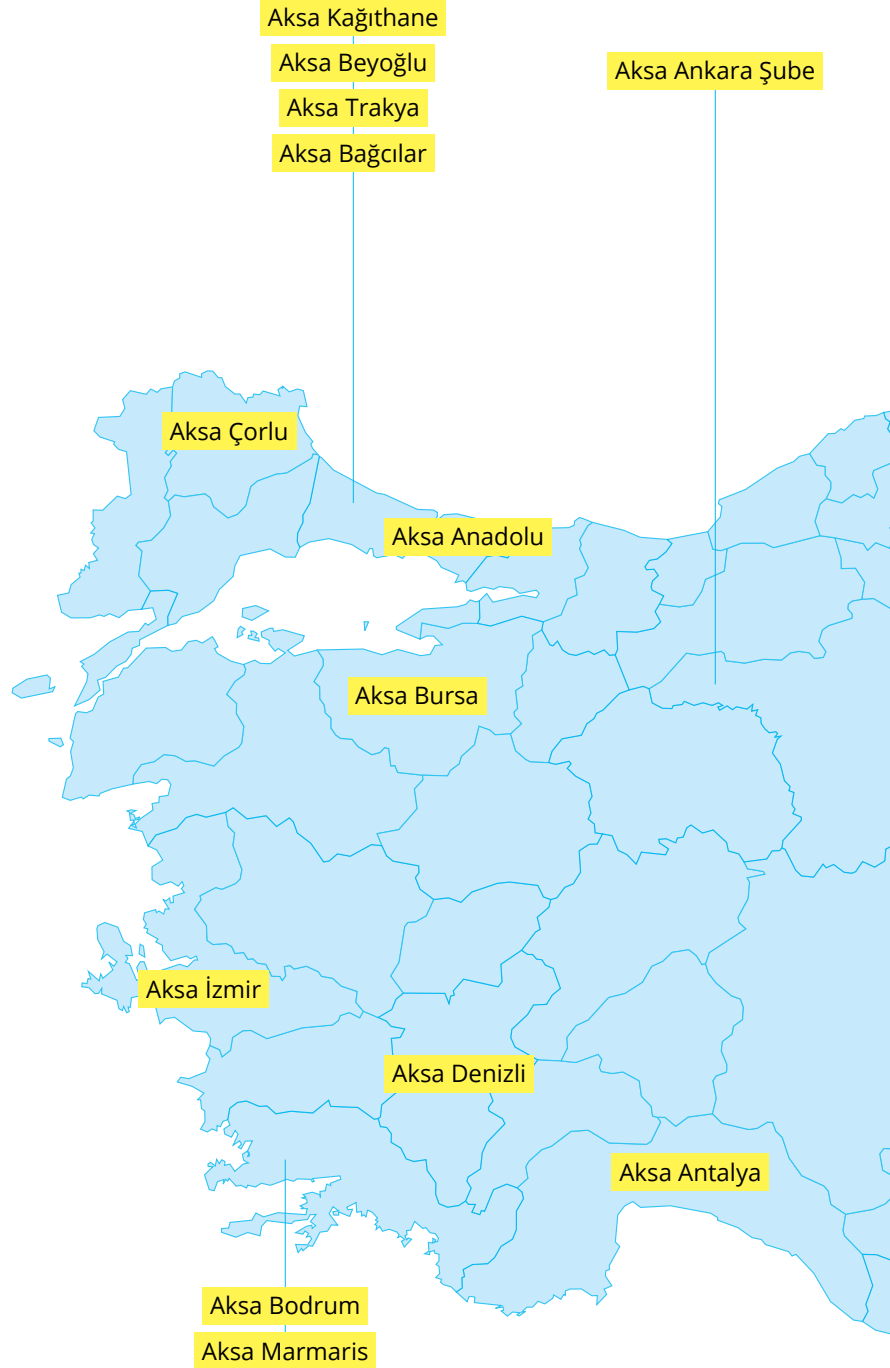 Aksa Kağıthane
Aksa Beyoğlu
Aksa Ankara Şube
Aksa Trakya
Aksa Bağcılar
Aksa Çorlu
Aksa Anadolu
Aksa Bursa
Aksa İzmir
Aksa Denizli
Aksa Antalya
Aksa Bodrum
Aksa Marmaris